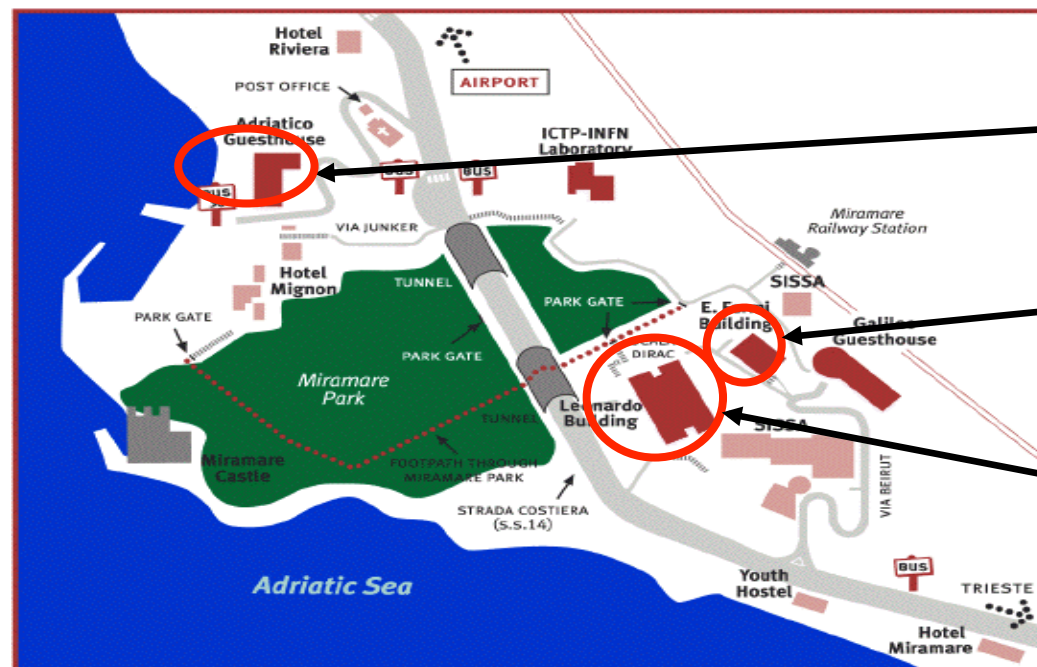 Hotel
Riviera
AIRPORT
POST OFFICE
Adriatico
Guesthouse
ICTP-INFN
Laboratory
BUS
BUS
BUS
Miramare
Railway Station
VIA JUNKER
SISSA
Hotel
Mignon
TUNNEL
PARK GATE
E. Fermi
Building
Galileo
Guesthouse
PARK GATE
PARK GATE
DIRAC
Miramare
Park
Leonardo
Building
TUNNEL
SISSA
Miramare
Castle
FOOTPATH THROUGH
MIRAMARE PARK
VIA BEIRUT
STRADA COSTIERA
(s.s.14)
Adriatic Sea
Youth
Hostel
BUS
TRIESTE
Hotel
Miramare